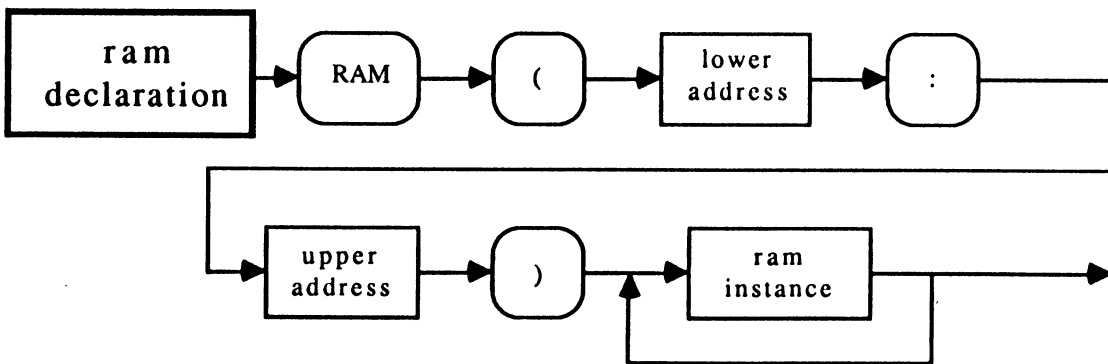 ram
declaration
RAM
(
lower
address
:
upper
address
)
ram
instance